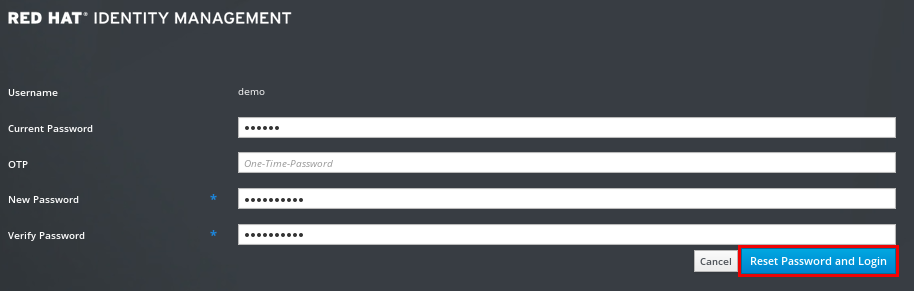 RED HAT® IDENTITY MANAGEMENT
Username demo
Current Password ••••••
OTP One-Time-Password
New Password * ••••••••••
Verify Password * ••••••••••
Cancel Reset Password and Login